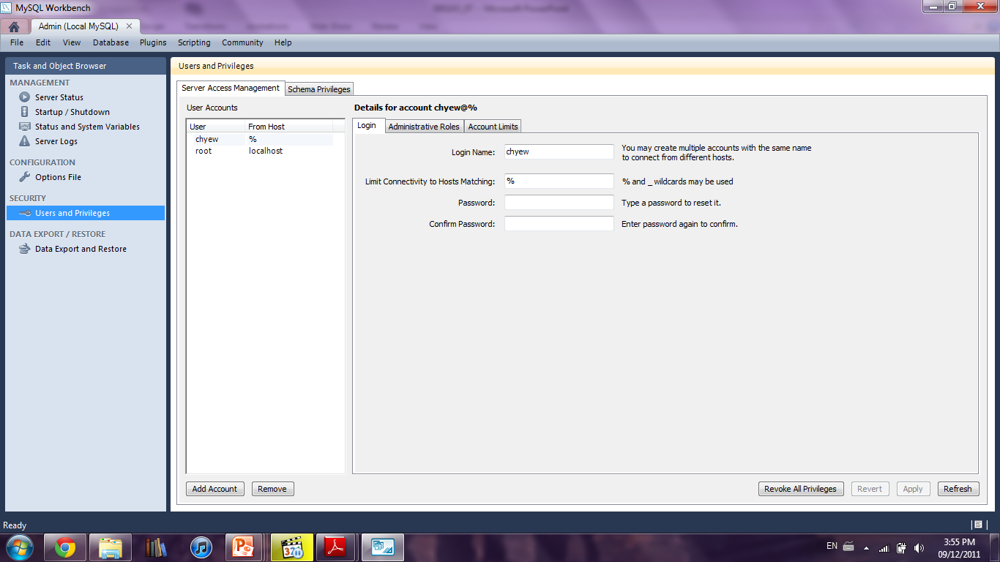 MySQL Workbench
Admin (Local MySQL)
File Edit View Database Plugins Scripting Community Help
Task and Object Browser
MANAGEMENT
Server Status
Startup / Shutdown
Status and System Variables
Server Logs
CONFIGURATION
Options File
SECURITY
Users and Privileges
DATA EXPORT / RESTORE
Data Export and Restore
Users and Privileges
Server Access Management Schema Privileges
User Accounts
User From Host
chyew %
root localhost
Add Account Remove
Details for account chyew@%
Login Administrative Roles Account Limits
Login Name: chyew You may create multiple accounts with the same name
to connect from different hosts.
Limit Connectivity to Hosts Matching: % % and _ wildcards may be used
Password: Type a password to reset it.
Confirm Password: Enter password again to confirm.
Revoke All Privileges Revert Apply Refresh
Ready
EN
3:55 PM
09/12/2011